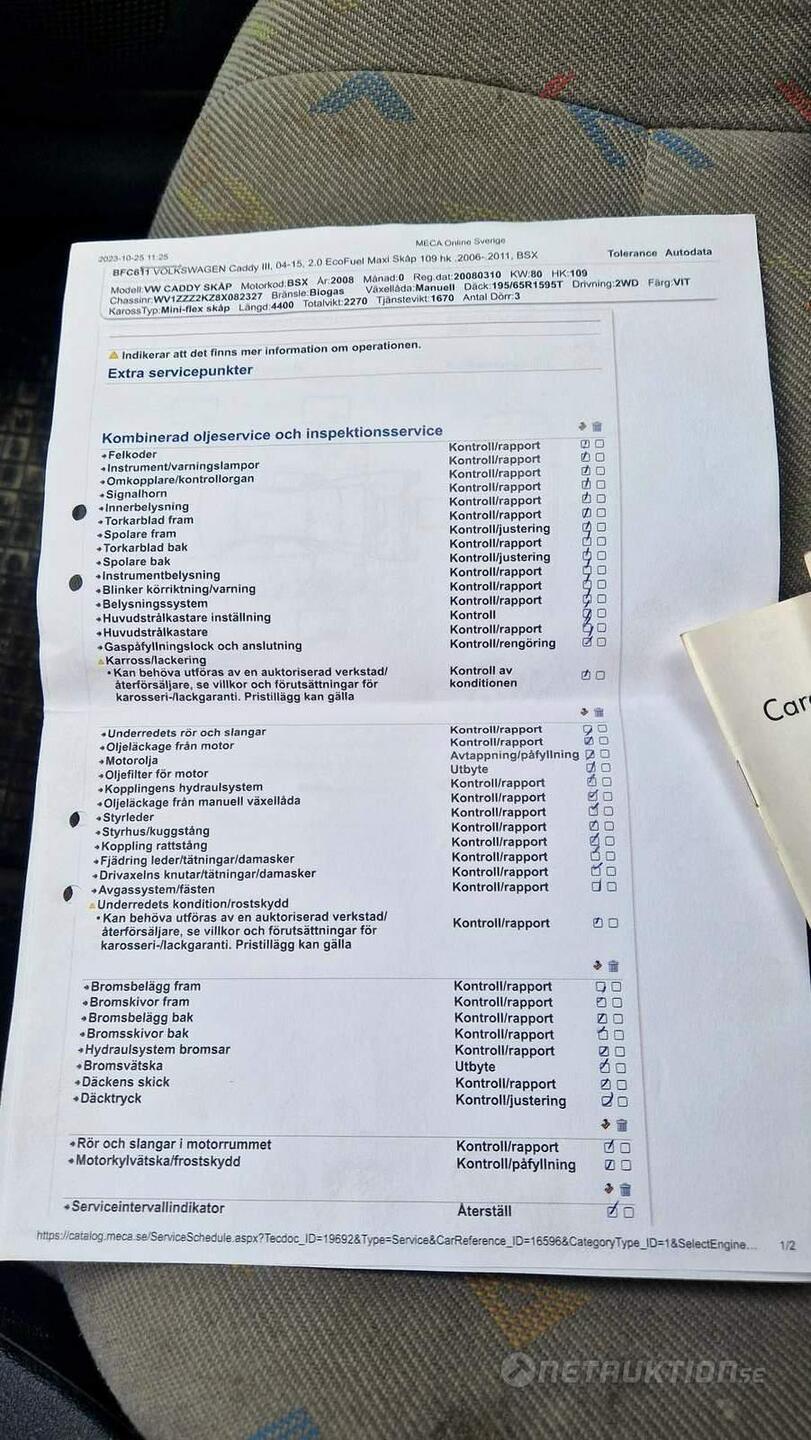 2023-10-25 11:25
MECA Online Sverige
BFC611 VOLKSWAGEN Caddy III, 04-15, 2.0 EcoFuel Maxi Skåp 109 hk ,2006-,2011, BSX
Tolerance Autodata
Modell:VW CADDY SKÅP Motorkod:BSX År:2008 Månad:0 Reg.dat:20080310 KW:80 HK:109
Chassinr:WV1ZZZ2KZ8X082327 Bränsle:Biogas Växellåda:Manuell Däck:195/65R1595T Drivning:2WD Färg:VIT
KarossTyp:Mini-flex skåp Längd:4400 Totalvikt:2270 Tjänstevikt:1670 Antal Dörr:3
Indikerar att det finns mer information om operationen.
Extra servicepunkter
Kombinerad oljeservice och inspektionsservice
Felkoder Kontroll/rapport
Instrument/varningslampor Kontroll/rapport
Omkopplare/kontrollorgan Kontroll/rapport
Signalhorn Kontroll/rapport
Innerbelysning Kontroll/rapport
Torkarblad fram Kontroll/rapport
Spolare fram Kontroll/justering
Torkarblad bak Kontroll/rapport
Spolare bak Kontroll/justering
Instrumentbelysning Kontroll/rapport
Blinker körriktning/varning Kontroll/rapport
Belysningssystem Kontroll/rapport
Huvudstrålkastare inställning Kontroll
Huvudstrålkastare Kontroll/rapport
Gaspåfyllningslock och anslutning Kontroll/rengöring
Karross/lackering
• Kan behöva utföras av en auktoriserad verkstad/ Kontroll av
återförsäljare, se villkor och förutsättningar för konditionen
karosseri-/lackgaranti. Pristillägg kan gälla
Underredets rör och slangar Kontroll/rapport
Oljeläckage från motor Kontroll/rapport
Motorolja Avtappning/påfyllning
Oljefilter för motor Utbyte
Kopplingens hydraulsystem Kontroll/rapport
Oljeläckage från manuell växellåda Kontroll/rapport
Styrleder Kontroll/rapport
Styrhus/kuggstång Kontroll/rapport
Koppling rattstång Kontroll/rapport
Fjädring leder/tätningar/damasker Kontroll/rapport
Drivaxelns knutar/tätningar/damasker Kontroll/rapport
Avgassystem/fästen Kontroll/rapport
Underredets kondition/rostskydd
• Kan behöva utföras av en auktoriserad verkstad/ Kontroll/rapport
återförsäljare, se villkor och förutsättningar för
karosseri-/lackgaranti. Pristillägg kan gälla
Bromsbelägg fram Kontroll/rapport
Bromskivor fram Kontroll/rapport
Bromsbelägg bak Kontroll/rapport
Bromsskivor bak Kontroll/rapport
Hydraulsystem bromsar Kontroll/rapport
Bromsvätska Utbyte
Däckens skick Kontroll/rapport
Däcktryck Kontroll/justering
Rör och slangar i motorrummet Kontroll/rapport
Motorkylvätska/frostskydd Kontroll/påfyllning
Serviceintervallindikator Återställ
https://catalog.meca.se/ServiceSchedule.aspx?Tecdoc_ID=19692&Type=Service&CarReference_ID=16596&CategoryType_ID=1&SelectEngine... 1/2
NETAUKTION.SE